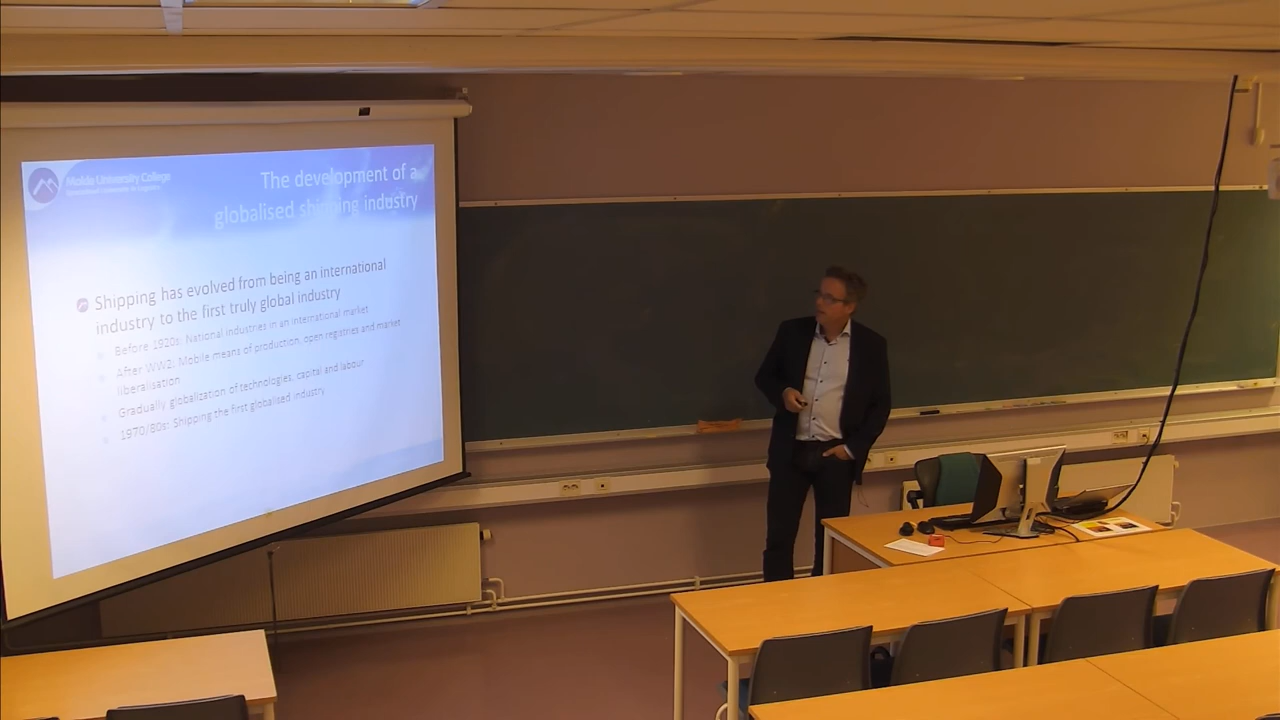 Molde University College
The development of a
globalised shipping industry
Shipping has evolved from being an international
industry to the first truly global industry
Before 1920s: National industries in an international market
After WW2: Mobile means of production, open registries and market
liberalisation
Gradually globalization of technologies, capital and labour
1970/80s: Shipping the first globalised industry